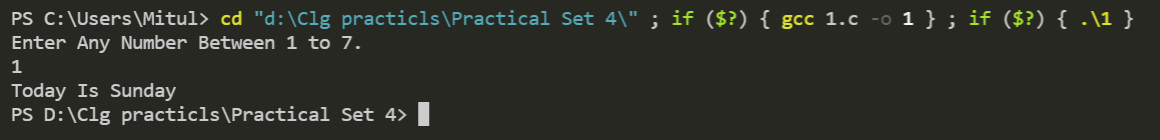 PS C:\Users\Mitul> cd "d:\Clg practicls\Practical Set 4\" ; if ($?) { gcc 1.c -o 1 } ; if ($?) { .\1 }
Enter Any Number Between 1 to 7.
1
Today Is Sunday
PS D:\Clg practicls\Practical Set 4>